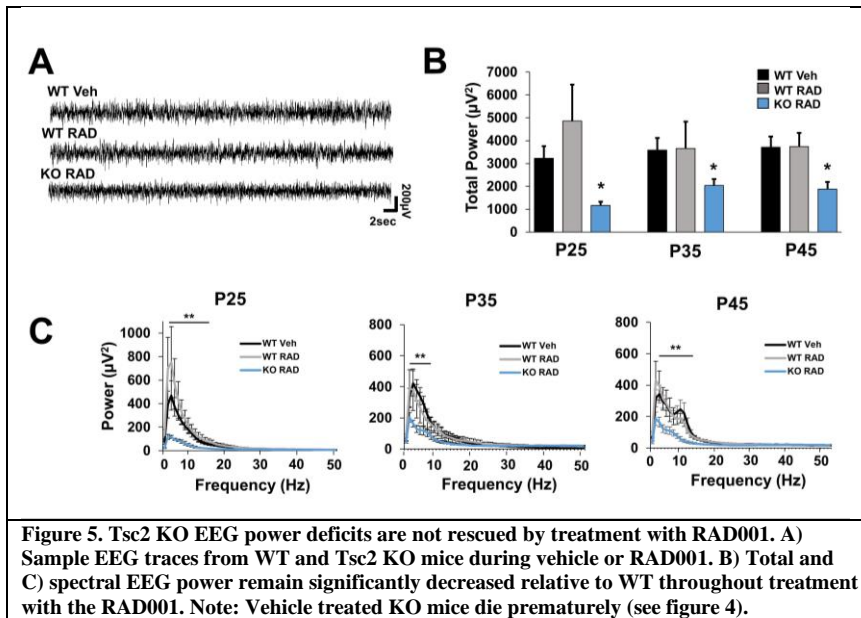 A
WT Veh
WT RAD
KO RAD
200μV
2sec
B
Total Power (μV²)
7000
6000
5000
4000
3000
2000
1000
0
WT Veh
WT RAD
KO RAD
*
*
*
P25
P35
P45
C
P25
Power (μV²)
1000
800
600
400
200
0
**
WT Veh
WT RAD
KO RAD
0
10
20
30
40
50
Frequency (Hz)
P35
800
600
400
200
0
**
WT Veh
WT RAD
KO RAD
0
10
20
30
40
50
Frequency (Hz)
P45
800
600
400
200
0
**
WT Veh
WT RAD
KO RAD
0
10
20
30
40
50
Frequency (Hz)
Figure 5. Tsc2 KO EEG power deficits are not rescued by treatment with RAD001. A)
Sample EEG traces from WT and Tsc2 KO mice during vehicle or RAD001. B) Total and
C) spectral EEG power remain significantly decreased relative to WT throughout treatment
with the RAD001. Note: Vehicle treated KO mice die prematurely (see figure 4).